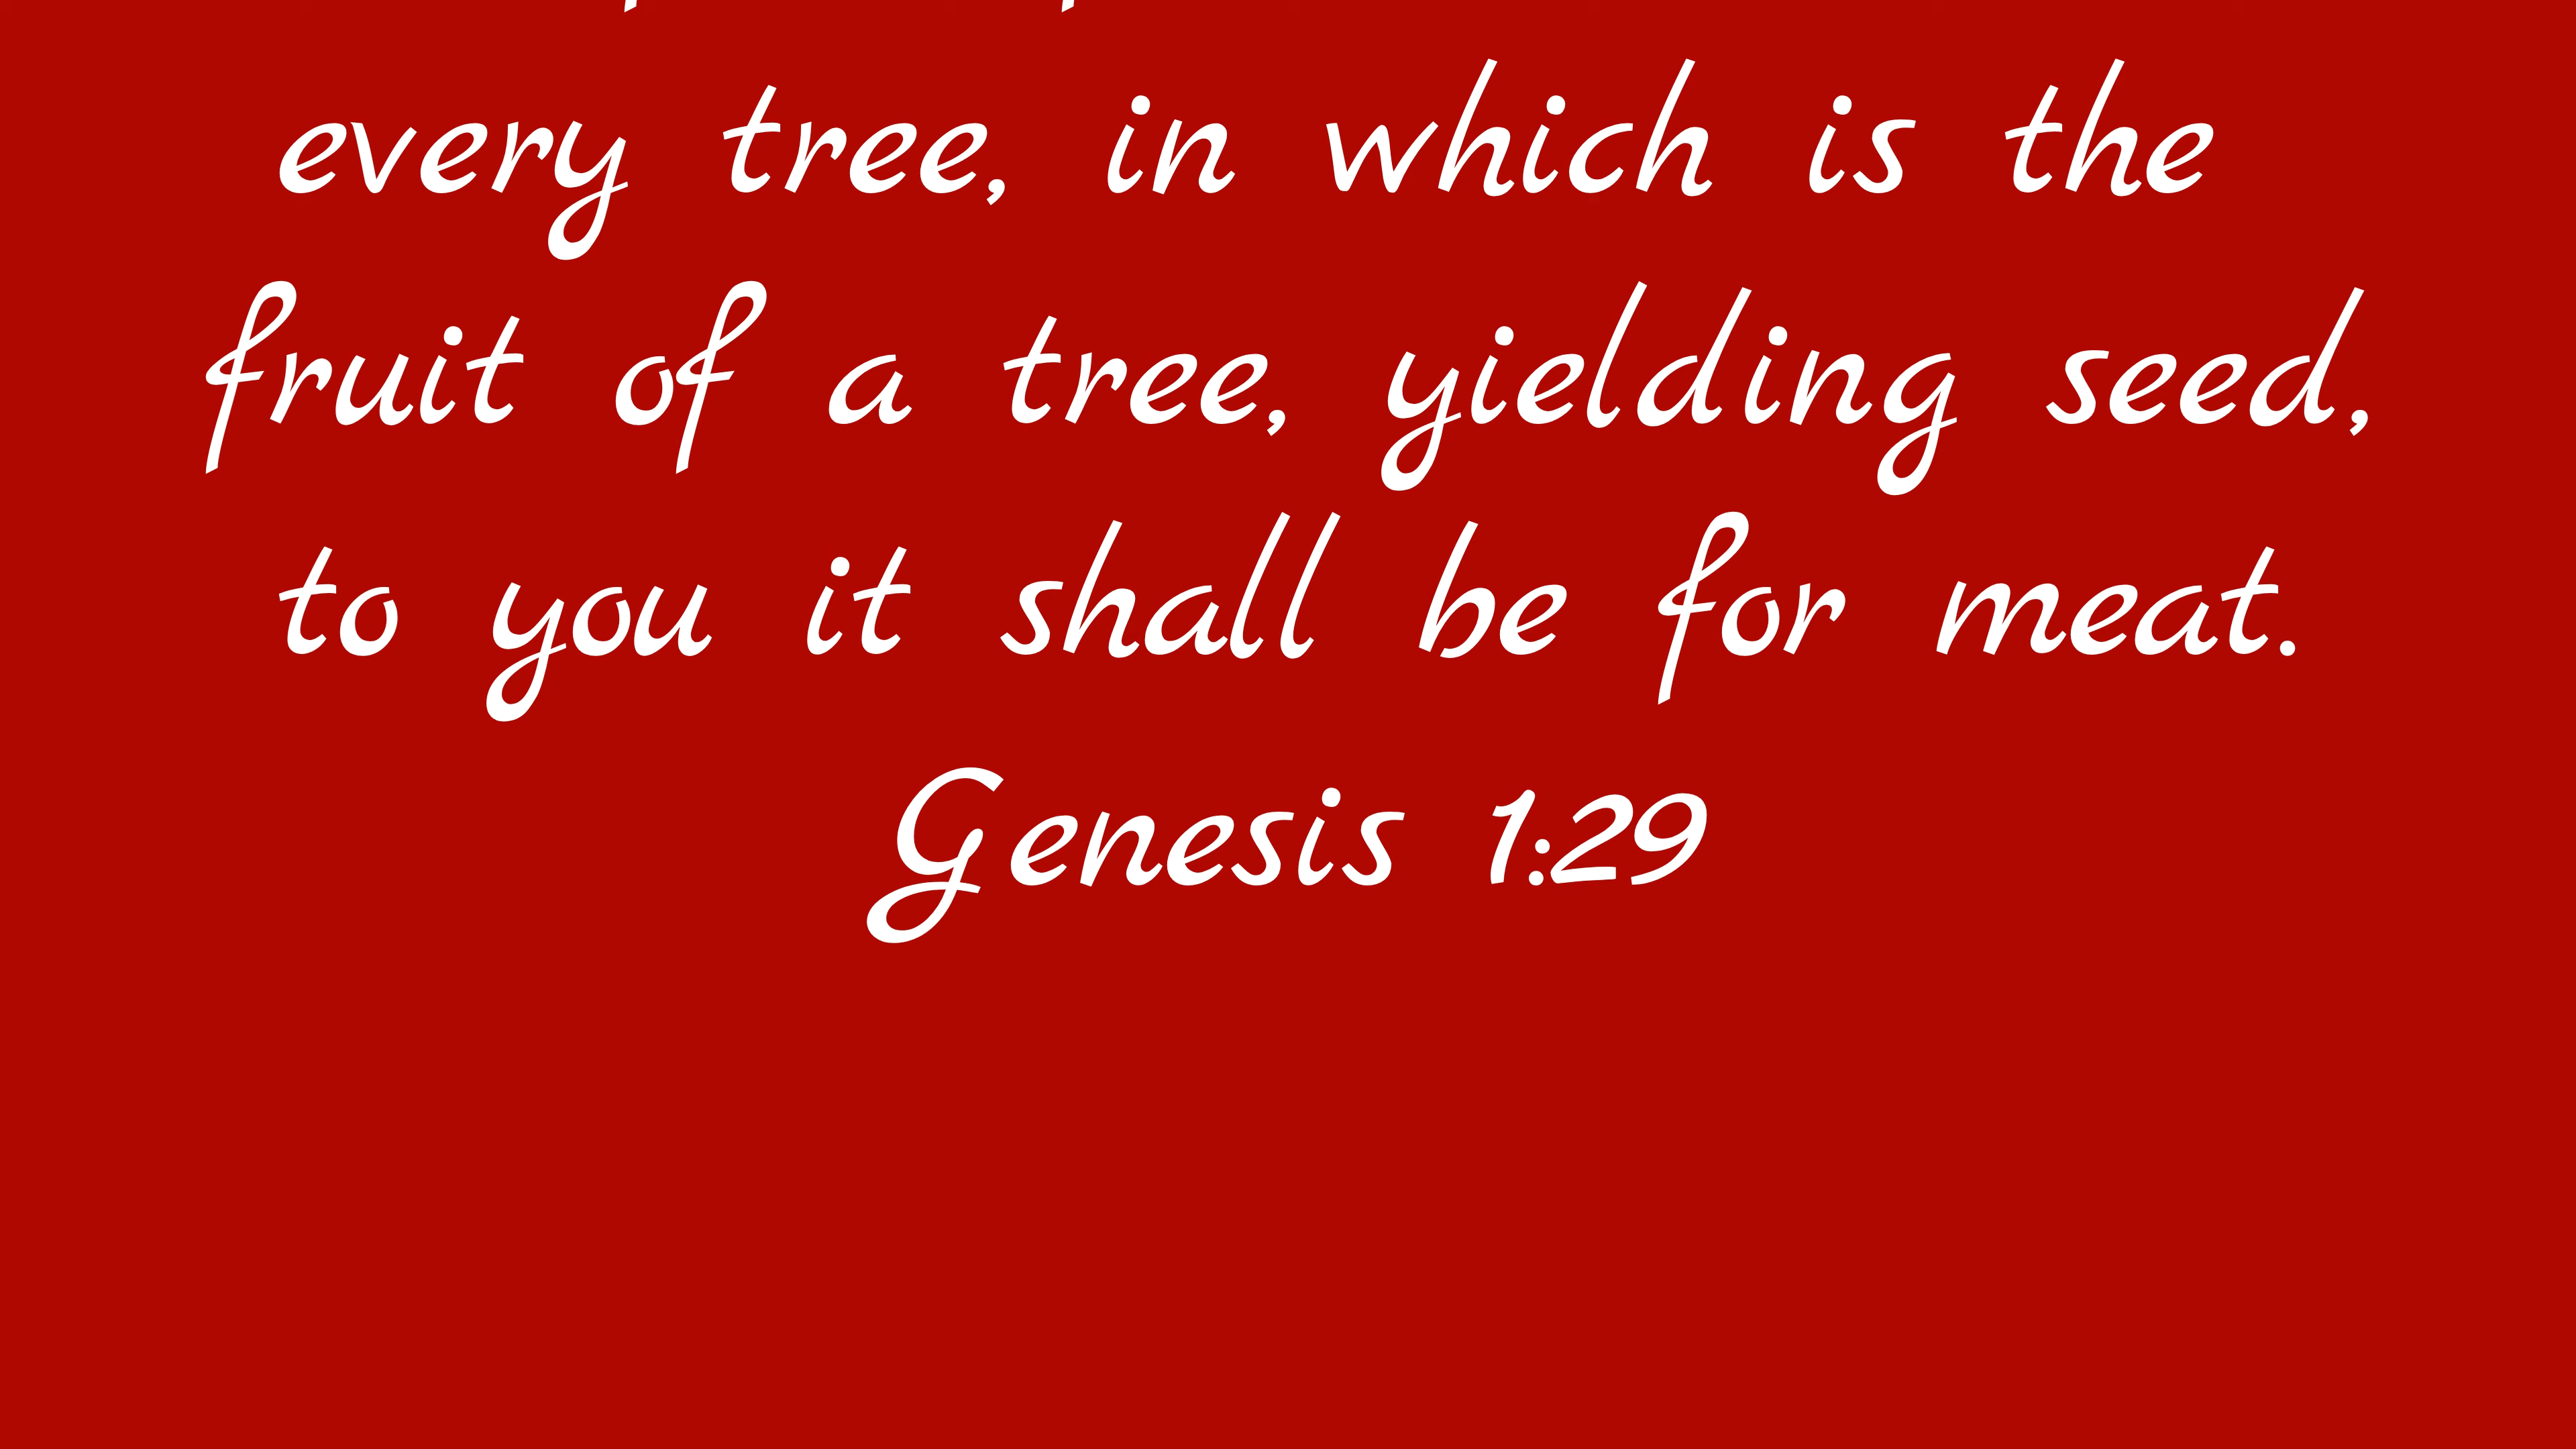 every tree, in which is the
fruit of a tree, yielding seed,
to you it shall be for meat.
Genesis 1:29